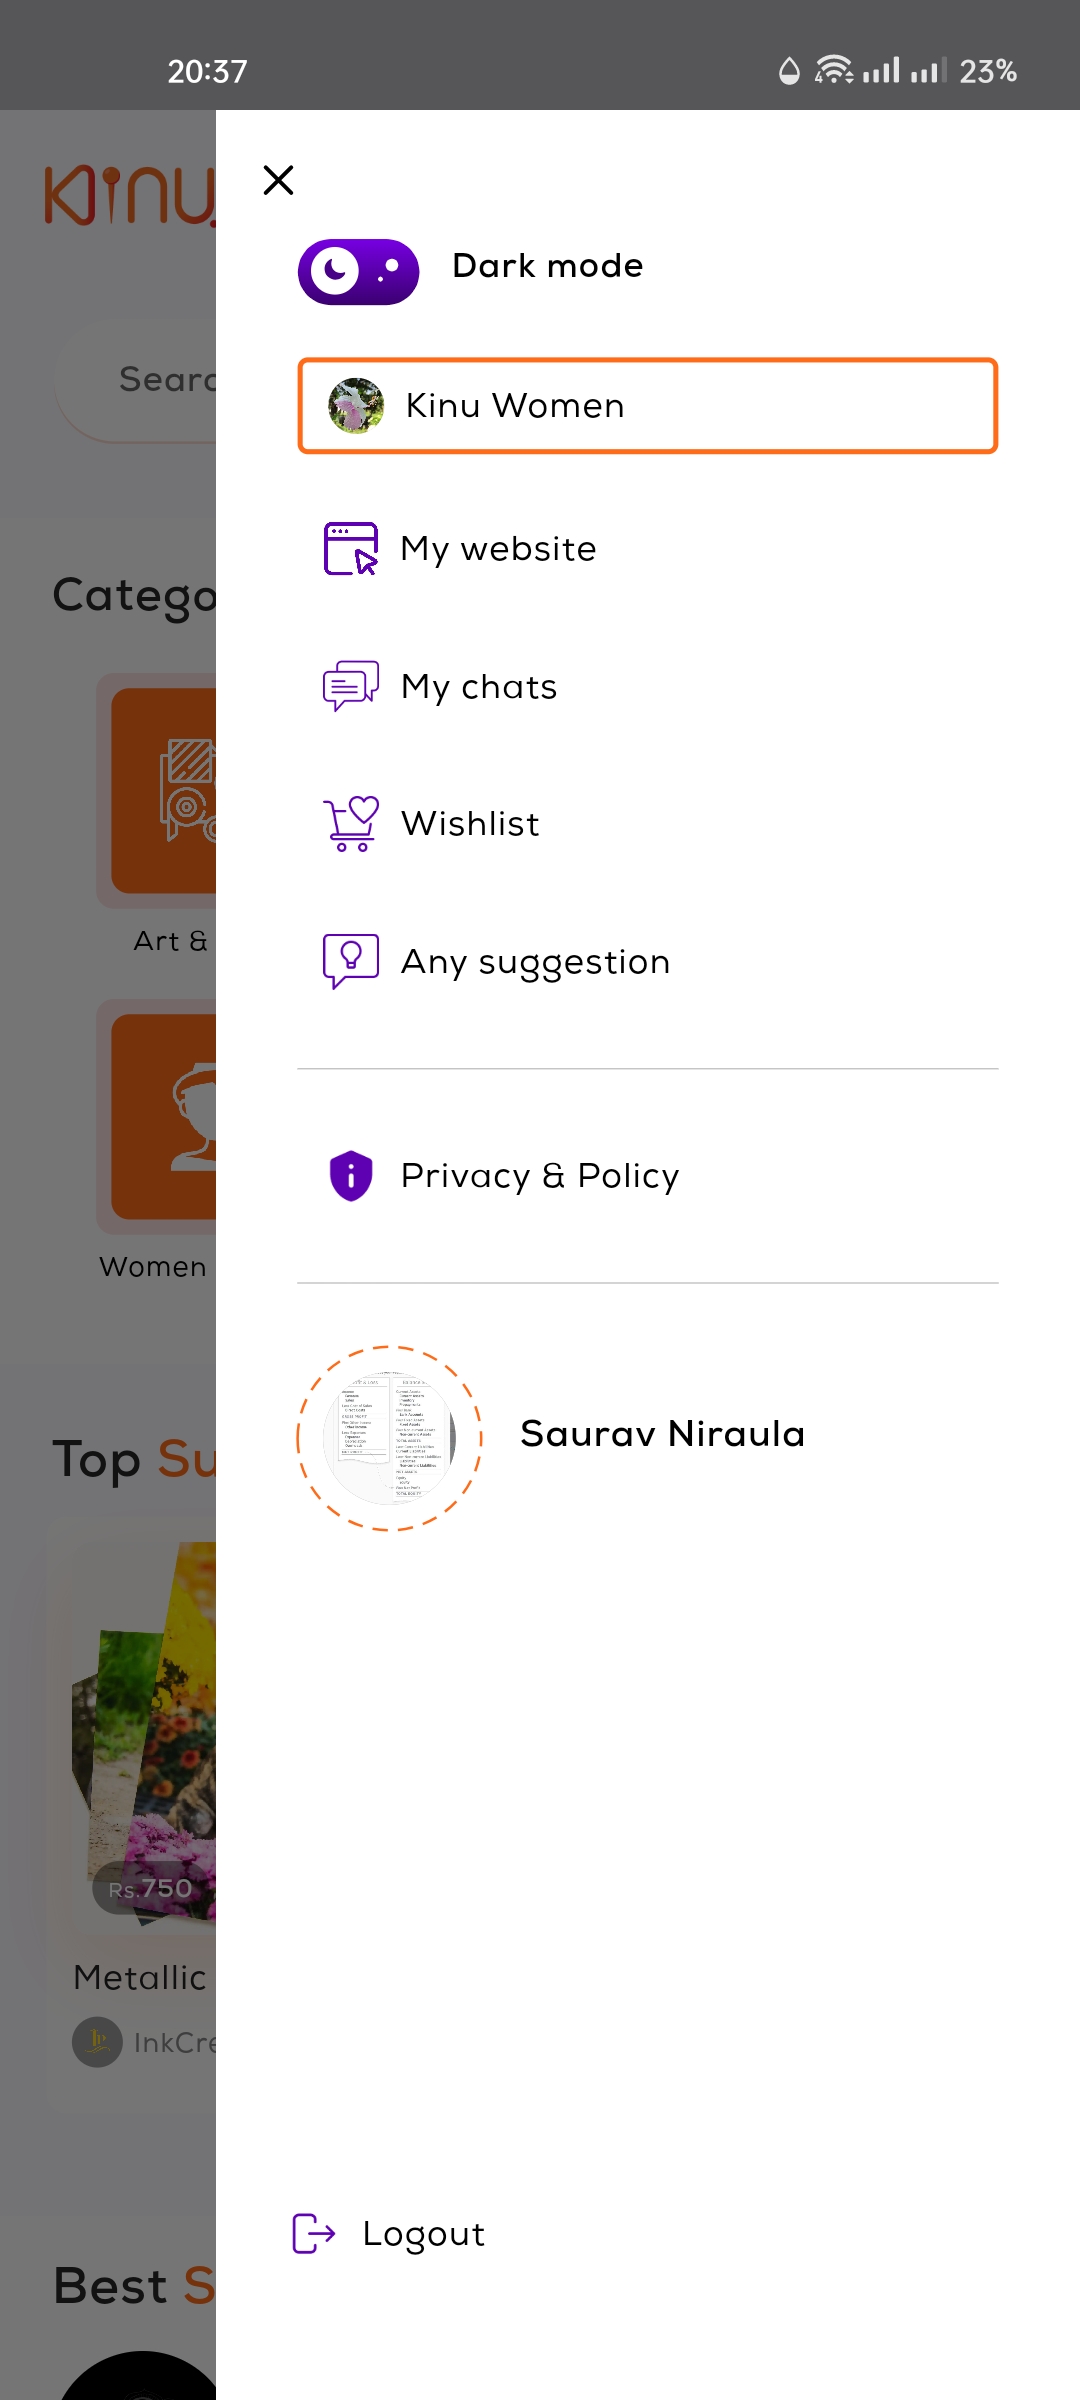 20:37
4
23%
Kinu.
Dark mode
Searc
Kinu Women
My website
Catego
My chats
Wishlist
Art &
Any suggestion
Privacy & Policy
Women
Saurav Niraula
Top Su
Rs.750
Metallic
InkCre
Logout
Best S